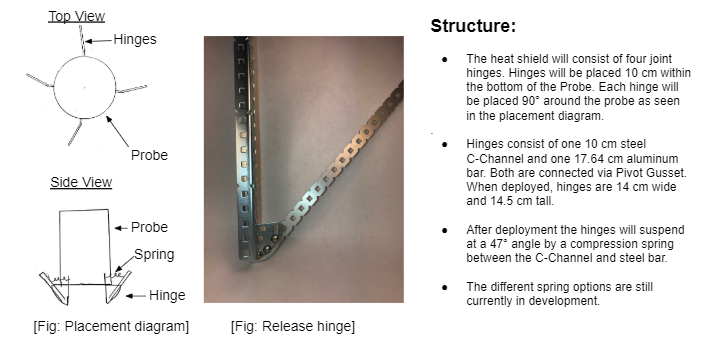 Top View
Hinges
Probe
Side View
Probe
Spring
Hinge
[Fig: Placement diagram]
[Fig: Release hinge]
Structure:
● The heat shield will consist of four joint
hinges. Hinges will be placed 10 cm within
the bottom of the Probe. Each hinge will
be placed 90° around the probe as seen
in the placement diagram.
● Hinges consist of one 10 cm steel
C-Channel and one 17.64 cm aluminum
bar. Both are connected via Pivot Gusset.
When deployed, hinges are 14 cm wide
and 14.5 cm tall.
● After deployment the hinges will suspend
at a 47° angle by a compression spring
between the C-Channel and steel bar.
● The different spring options are still
currently in development.